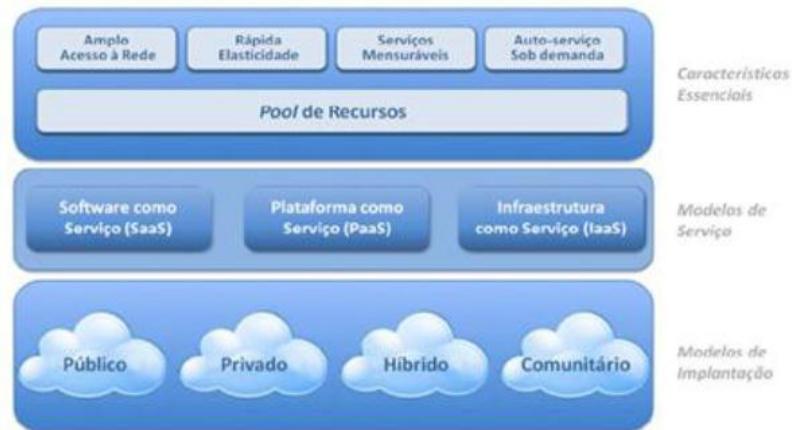 Amplo
Acesso à Rede
Rápida
Elasticidade
Serviços
Mensuráveis
Auto-serviço
Sob demanda
Características
Essenciais
Pool de Recursos
Software como
Serviço (SaaS)
Plataforma como
Serviço (PaaS)
Infraestrutura
como Serviço (IaaS)
Modelos de
Serviço
Público
Privado
Híbrido
Comunitário
Modelos de
Implantação